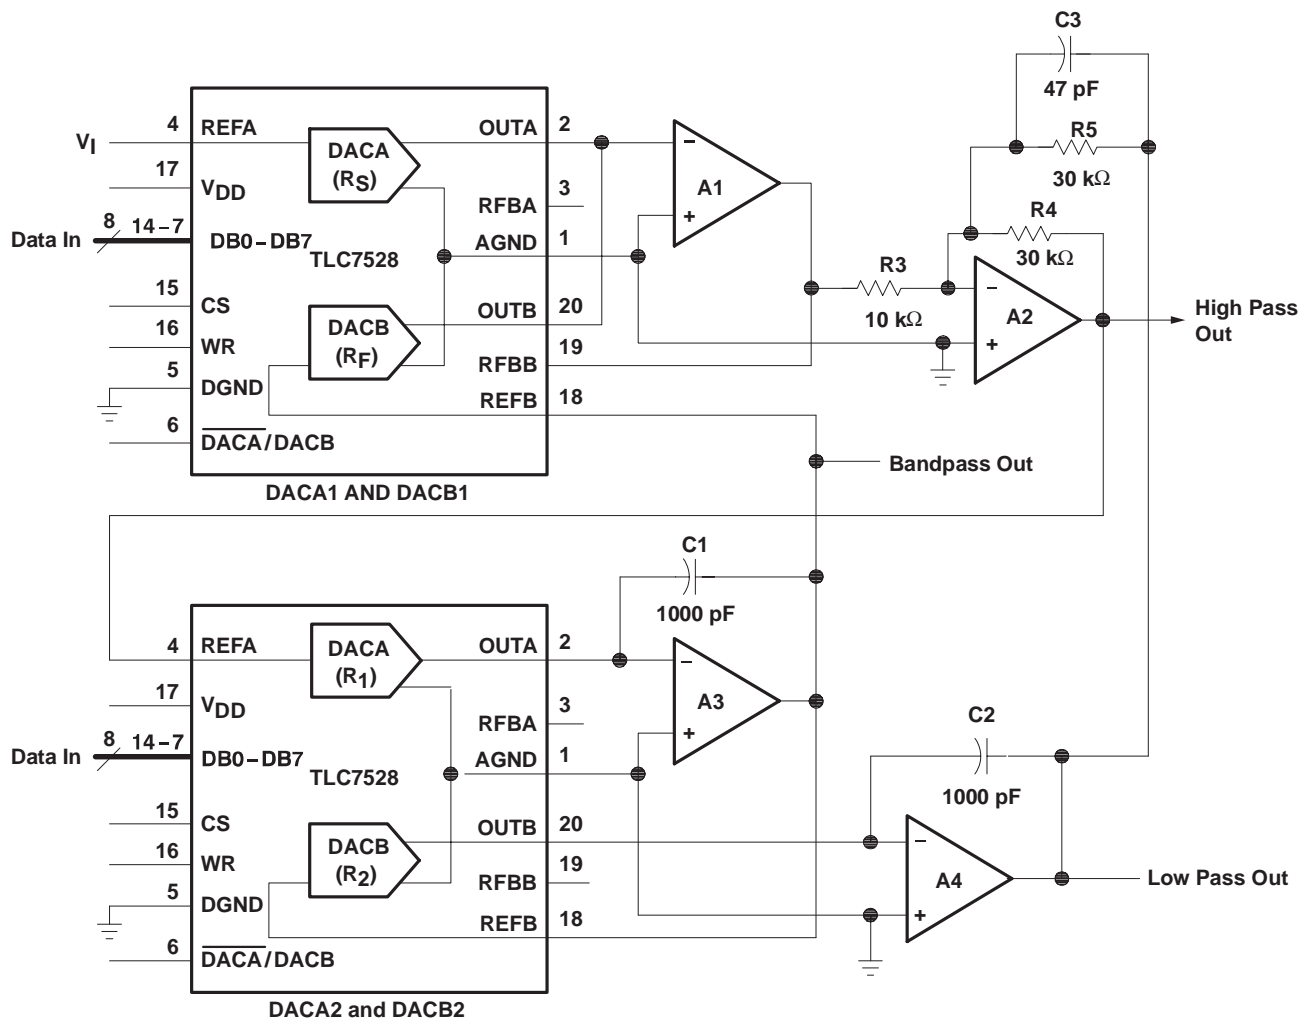 C3
47 pF
R5
30 kΩ
R4
30 kΩ
VI
4
REFA
DACA
(RS)
OUTA
2
17
VDD
RFBA
3
Data In
8
14–7
DB0–DB7
TLC7528
AGND
1
15
CS
16
WR
DACB
(RF)
OUTB
20
5
DGND
RFBB
19
REFB
18
6
DACA/DACB
DACA1 AND DACB1
A1
–
+
R3
10 kΩ
A2
–
+
High Pass
Out
Bandpass Out
C1
1000 pF
4
REFA
DACA
(R1)
OUTA
2
17
VDD
RFBA
3
Data In
8
14–7
DB0–DB7
TLC7528
AGND
1
15
CS
16
WR
DACB
(R2)
OUTB
20
5
DGND
RFBB
19
REFB
18
6
DACA/DACB
DACA2 and DACB2
A3
–
+
C2
1000 pF
A4
–
+
Low Pass Out